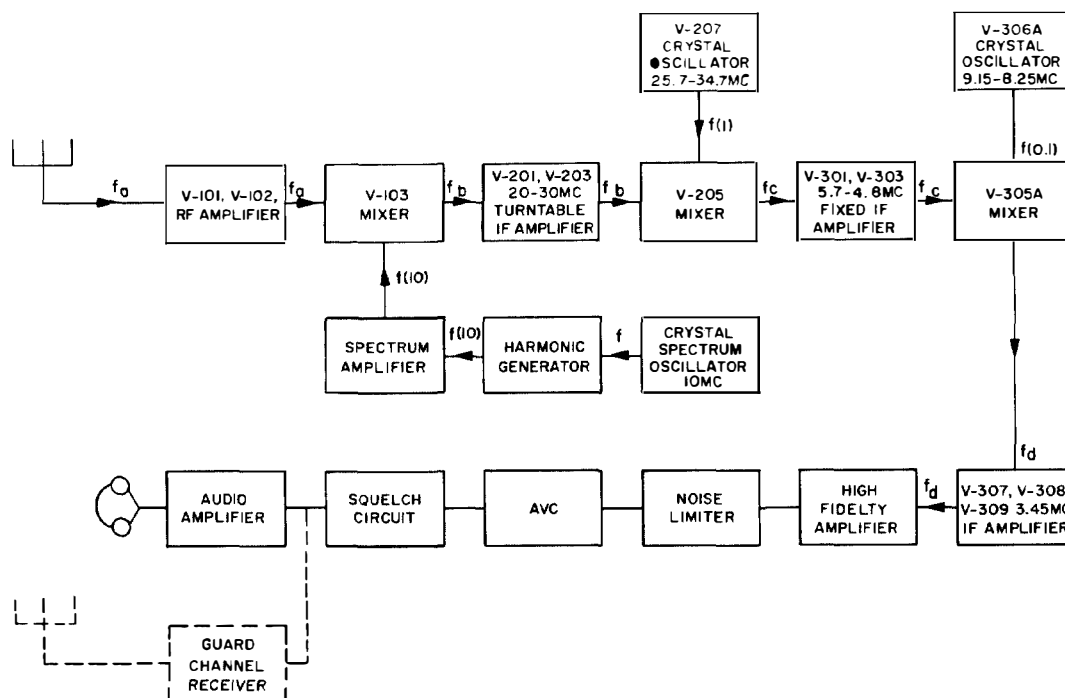 V-207
CRYSTAL
OSCILLATOR
25.7-34.7MC
V-306A
CRYSTAL
OSCILLATOR
9.15-8.25MC
f(1)
f(0.1)
fa
V-101, V-102,
RF AMPLIFIER
fa
V-103
MIXER
fb
V-201, V-203
20-30MC
TURNTABLE
IF AMPLIFIER
fb
V-205
MIXER
fc
V-301, V-303
5.7-4.8MC
FIXED IF
AMPLIFIER
fc
V-305A
MIXER
f(10)
SPECTRUM
AMPLIFIER
f(10)
HARMONIC
GENERATOR
f
CRYSTAL
SPECTRUM
OSCILLATOR
10MC
fd
AUDIO
AMPLIFIER
SQUELCH
CIRCUIT
AVC
NOISE
LIMITER
HIGH
FIDELTY
AMPLIFIER
fd
V-307, V-308
V-309 3.45MC
IF AMPLIFIER
GUARD
CHANNEL
RECEIVER